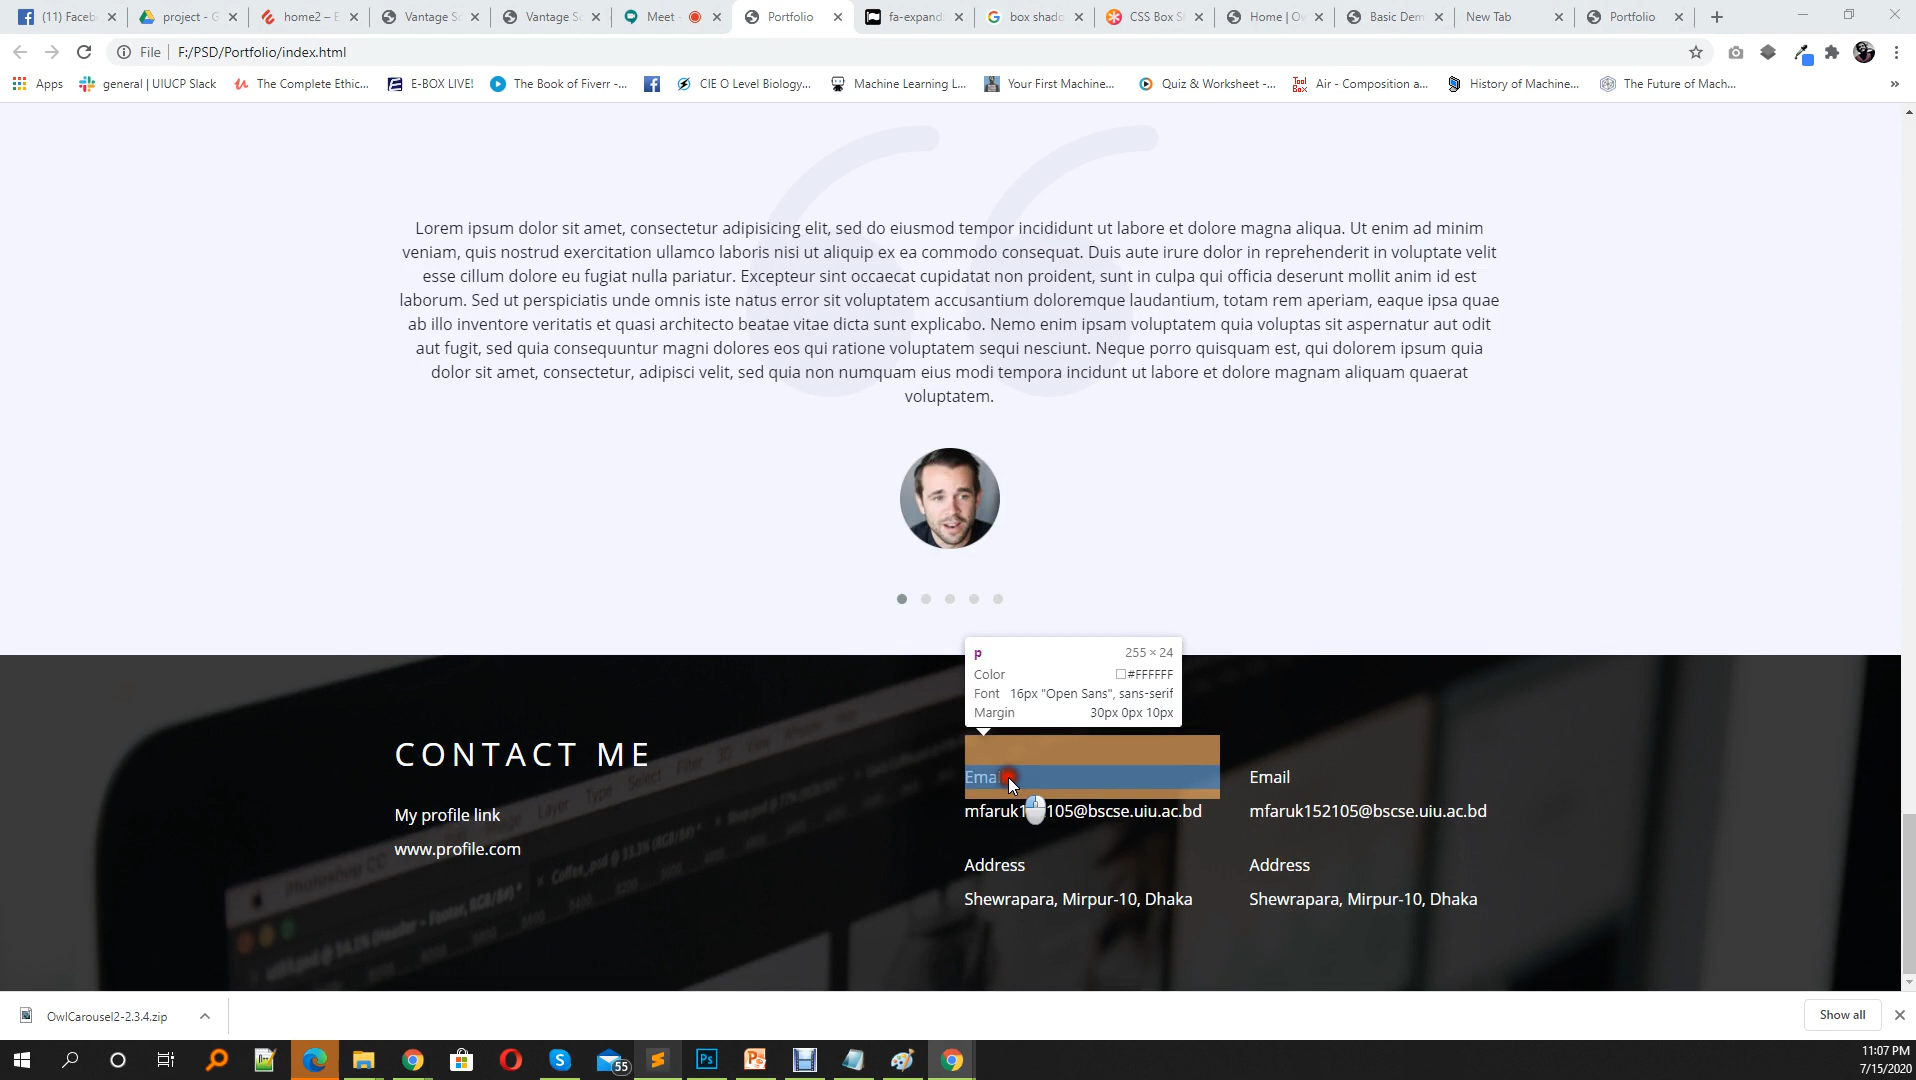 (11) Faceb
project - G
home2 – E
Vantage Sc
Vantage Sc
Meet -
Portfolio
fa-expand:
box shado
CSS Box S
Home | O
Basic Dem
New Tab
Portfolio
File | F:/PSD/Portfolio/index.html
Apps
general | UIUCP Slack
The Complete Ethic...
E-BOX LIVE!
The Book of Fiverr -...
CIE O Level Biology...
Machine Learning L...
Your First Machine...
Quiz & Worksheet -...
Air - Composition a...
History of Machine...
The Future of Mach...
Lorem ipsum dolor sit amet, consectetur adipisicing elit, sed do eiusmod tempor incididunt ut labore et dolore magna aliqua. Ut enim ad minim
veniam, quis nostrud exercitation ullamco laboris nisi ut aliquip ex ea commodo consequat. Duis aute irure dolor in reprehenderit in voluptate velit
esse cillum dolore eu fugiat nulla pariatur. Excepteur sint occaecat cupidatat non proident, sunt in culpa qui officia deserunt mollit anim id est
laborum. Sed ut perspiciatis unde omnis iste natus error sit voluptatem accusantium doloremque laudantium, totam rem aperiam, eaque ipsa quae
ab illo inventore veritatis et quasi architecto beatae vitae dicta sunt explicabo. Nemo enim ipsam voluptatem quia voluptas sit aspernatur aut odit
aut fugit, sed quia consequuntur magni dolores eos qui ratione voluptatem sequi nesciunt. Neque porro quisquam est, qui dolorem ipsum quia
dolor sit amet, consectetur, adipisci velit, sed quia non numquam eius modi tempora incidunt ut labore et dolore magnam aliquam quaerat
voluptatem.
p 255 × 24
Color #FFFFFF
Font 16px "Open Sans", sans-serif
Margin 30px 0px 10px
CONTACT ME
My profile link
www.profile.com
Email
mfaruk1 105@bscse.uiu.ac.bd
Address
Shewrapara, Mirpur-10, Dhaka
Email
mfaruk152105@bscse.uiu.ac.bd
Address
Shewrapara, Mirpur-10, Dhaka
OwlCarousel2-2.3.4.zip
Show all
55
11:07 PM
7/15/2020